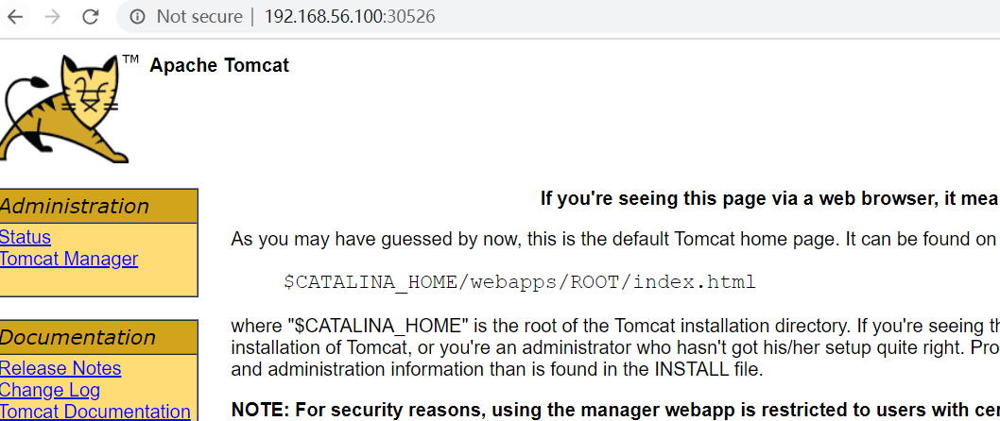 Not secure | 192.168.56.100:30526
TM
Apache Tomcat
Administration
Status
Tomcat Manager
Documentation
Release Notes
Change Log
Tomcat Documentation
If you're seeing this page via a web browser, it mea
As you may have guessed by now, this is the default Tomcat home page. It can be found on
$CATALINA_HOME/webapps/ROOT/index.html
where "$CATALINA_HOME" is the root of the Tomcat installation directory. If you're seeing th
installation of Tomcat, or you're an administrator who hasn't got his/her setup quite right. Pro
and administration information than is found in the INSTALL file.
NOTE: For security reasons, using the manager webapp is restricted to users with cer